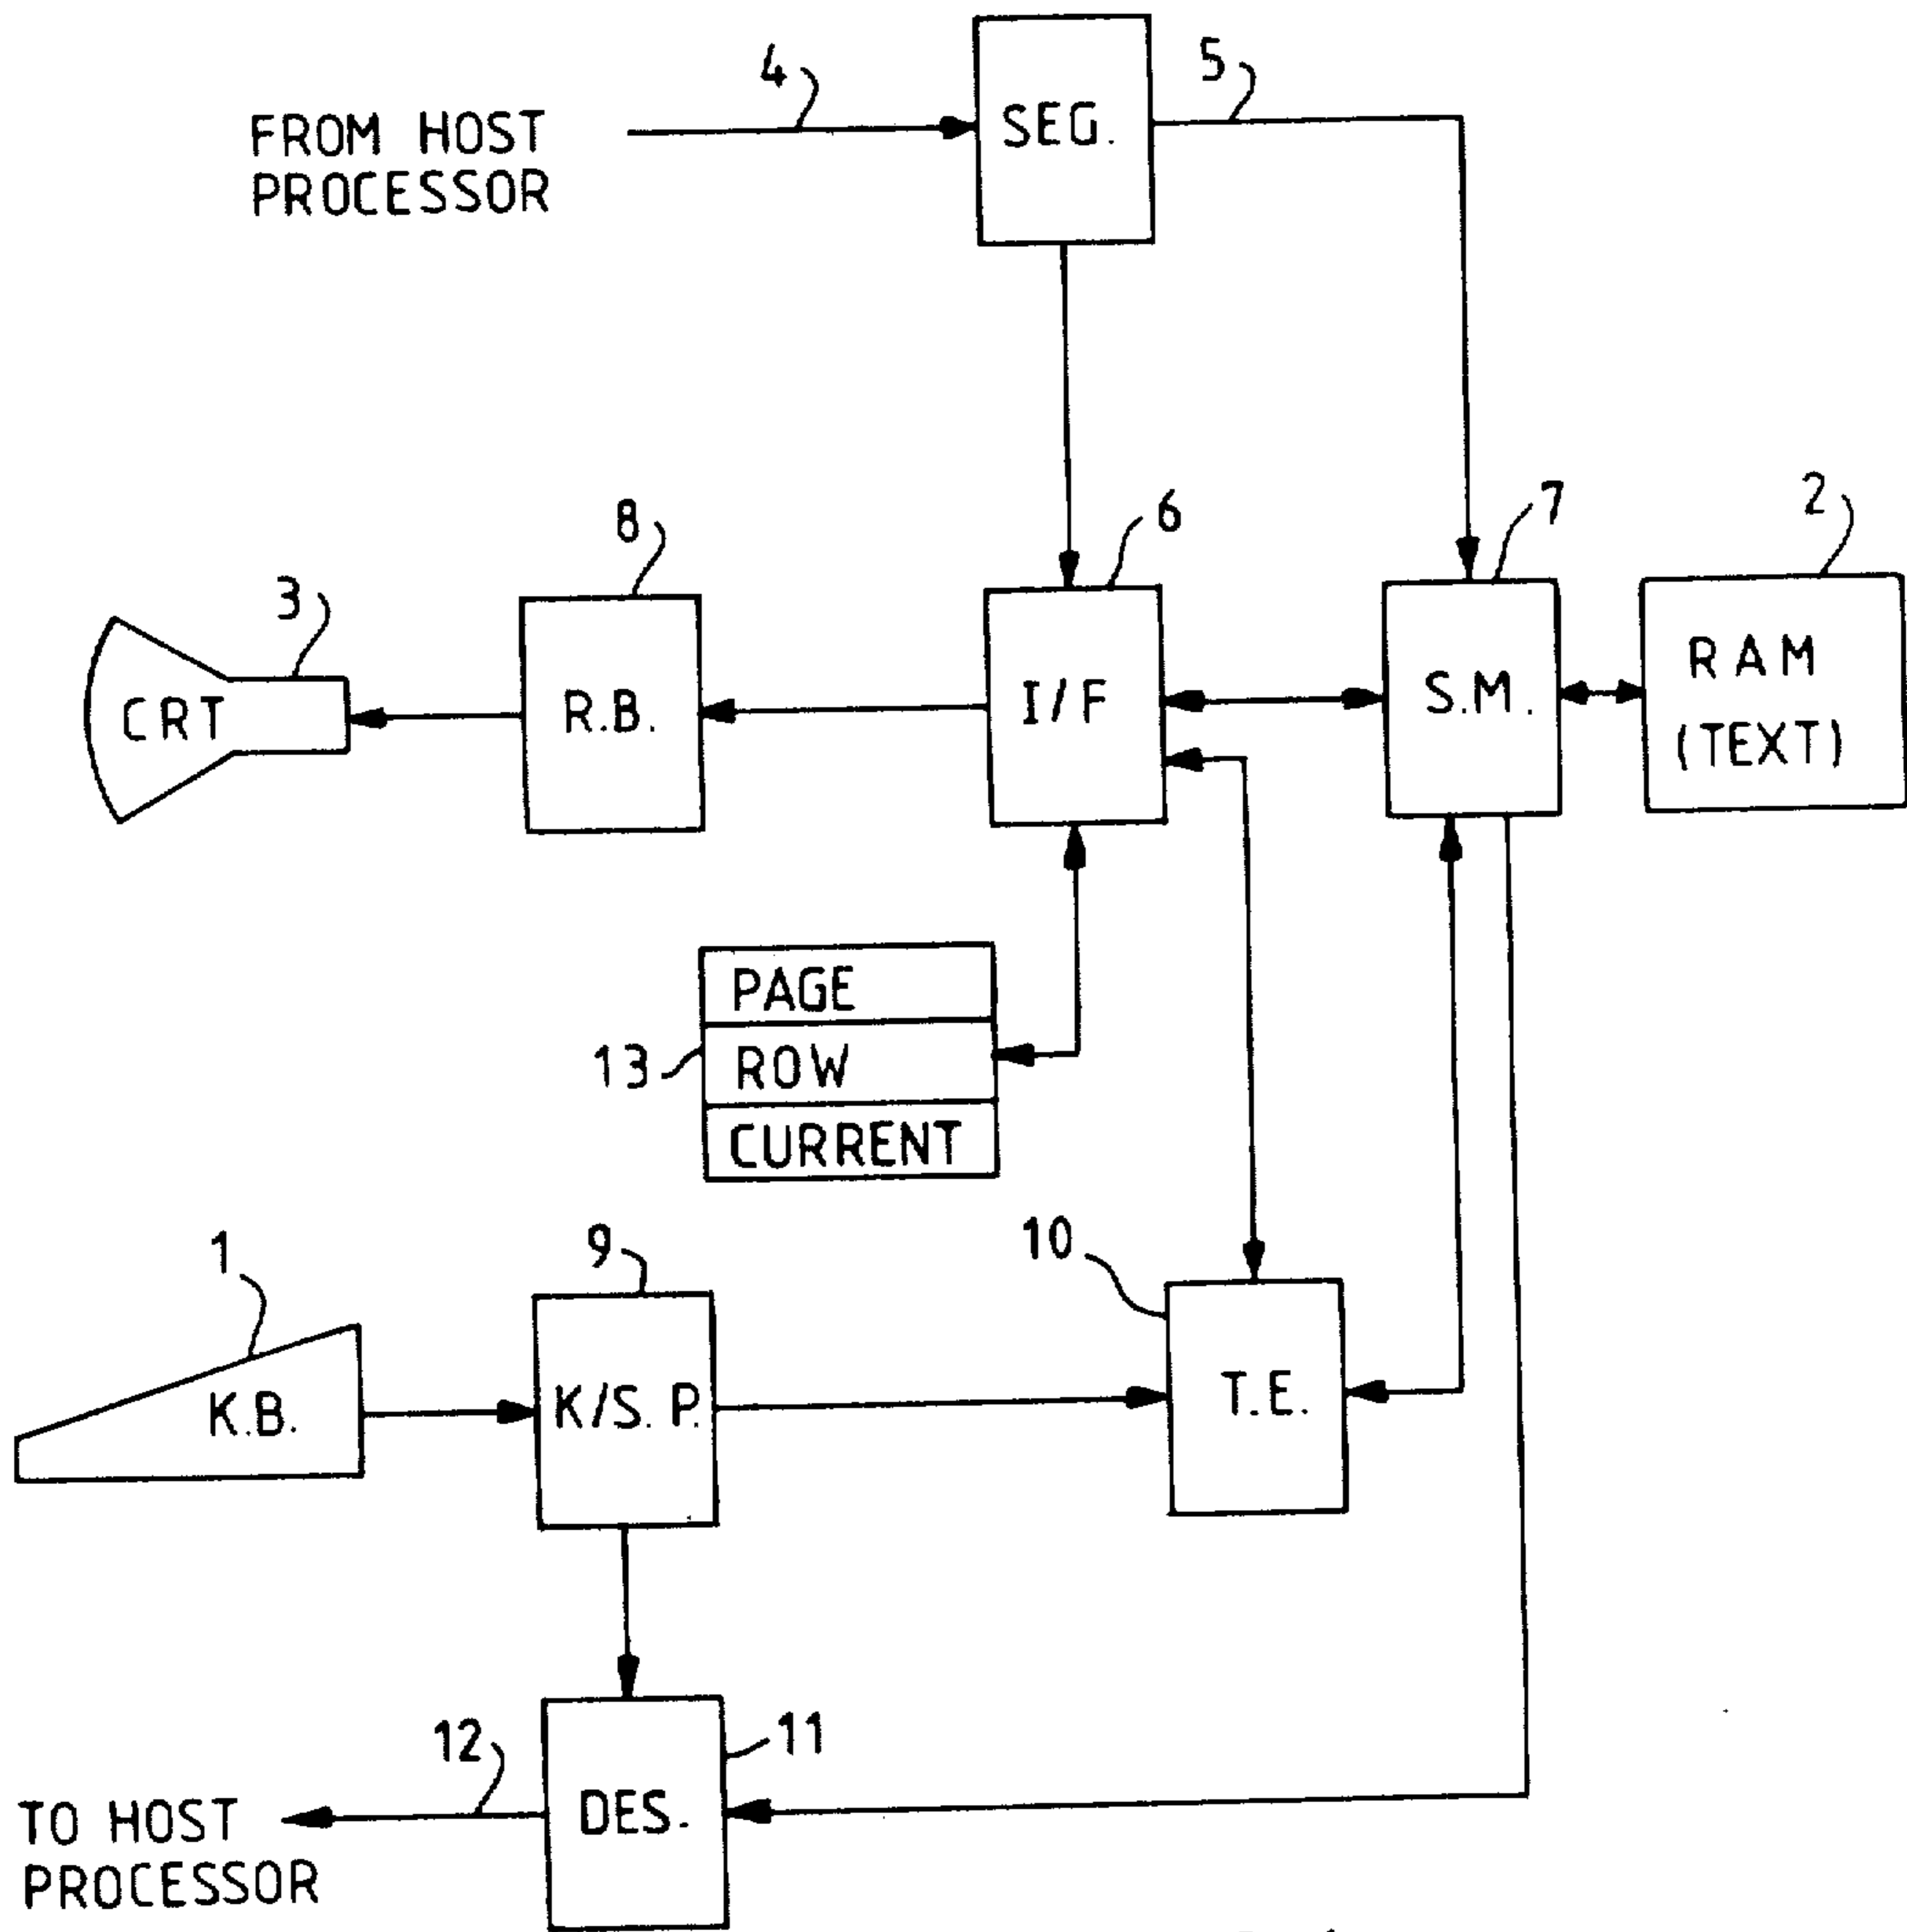 4
5
FROM HOST
PROCESSOR
SEG.
8
6
7
2
3
CRT
R.B.
I/F
S.M.
RAM
(TEXT)
PAGE
13
ROW
CURRENT
1
9
10
K.B.
K/S.P.
T.E.
12
11
TO HOST
PROCESSOR
DES.